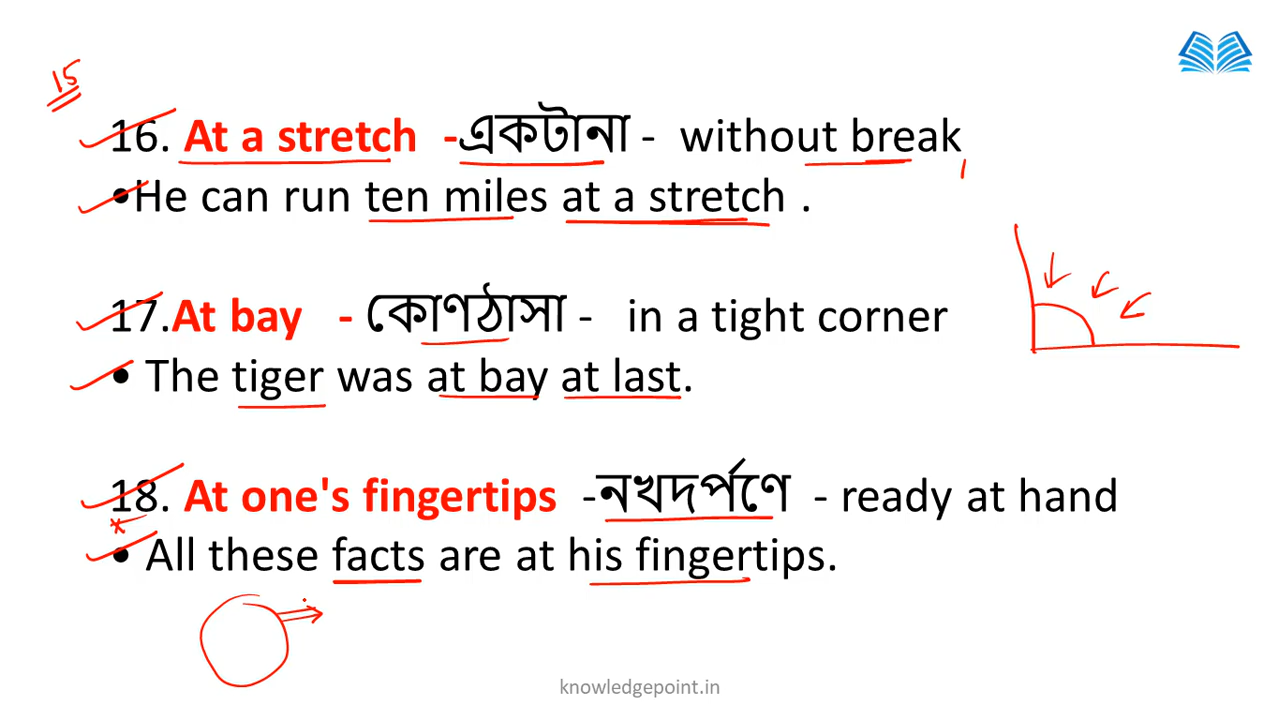 15
16. At a stretch -একটানা - without break
•He can run ten miles at a stretch .
17.At bay - কোণঠাসা - in a tight corner
• The tiger was at bay at last.
18. At one's fingertips -নখদর্পণে - ready at hand
• All these facts are at his fingertips.
knowledgepoint.in